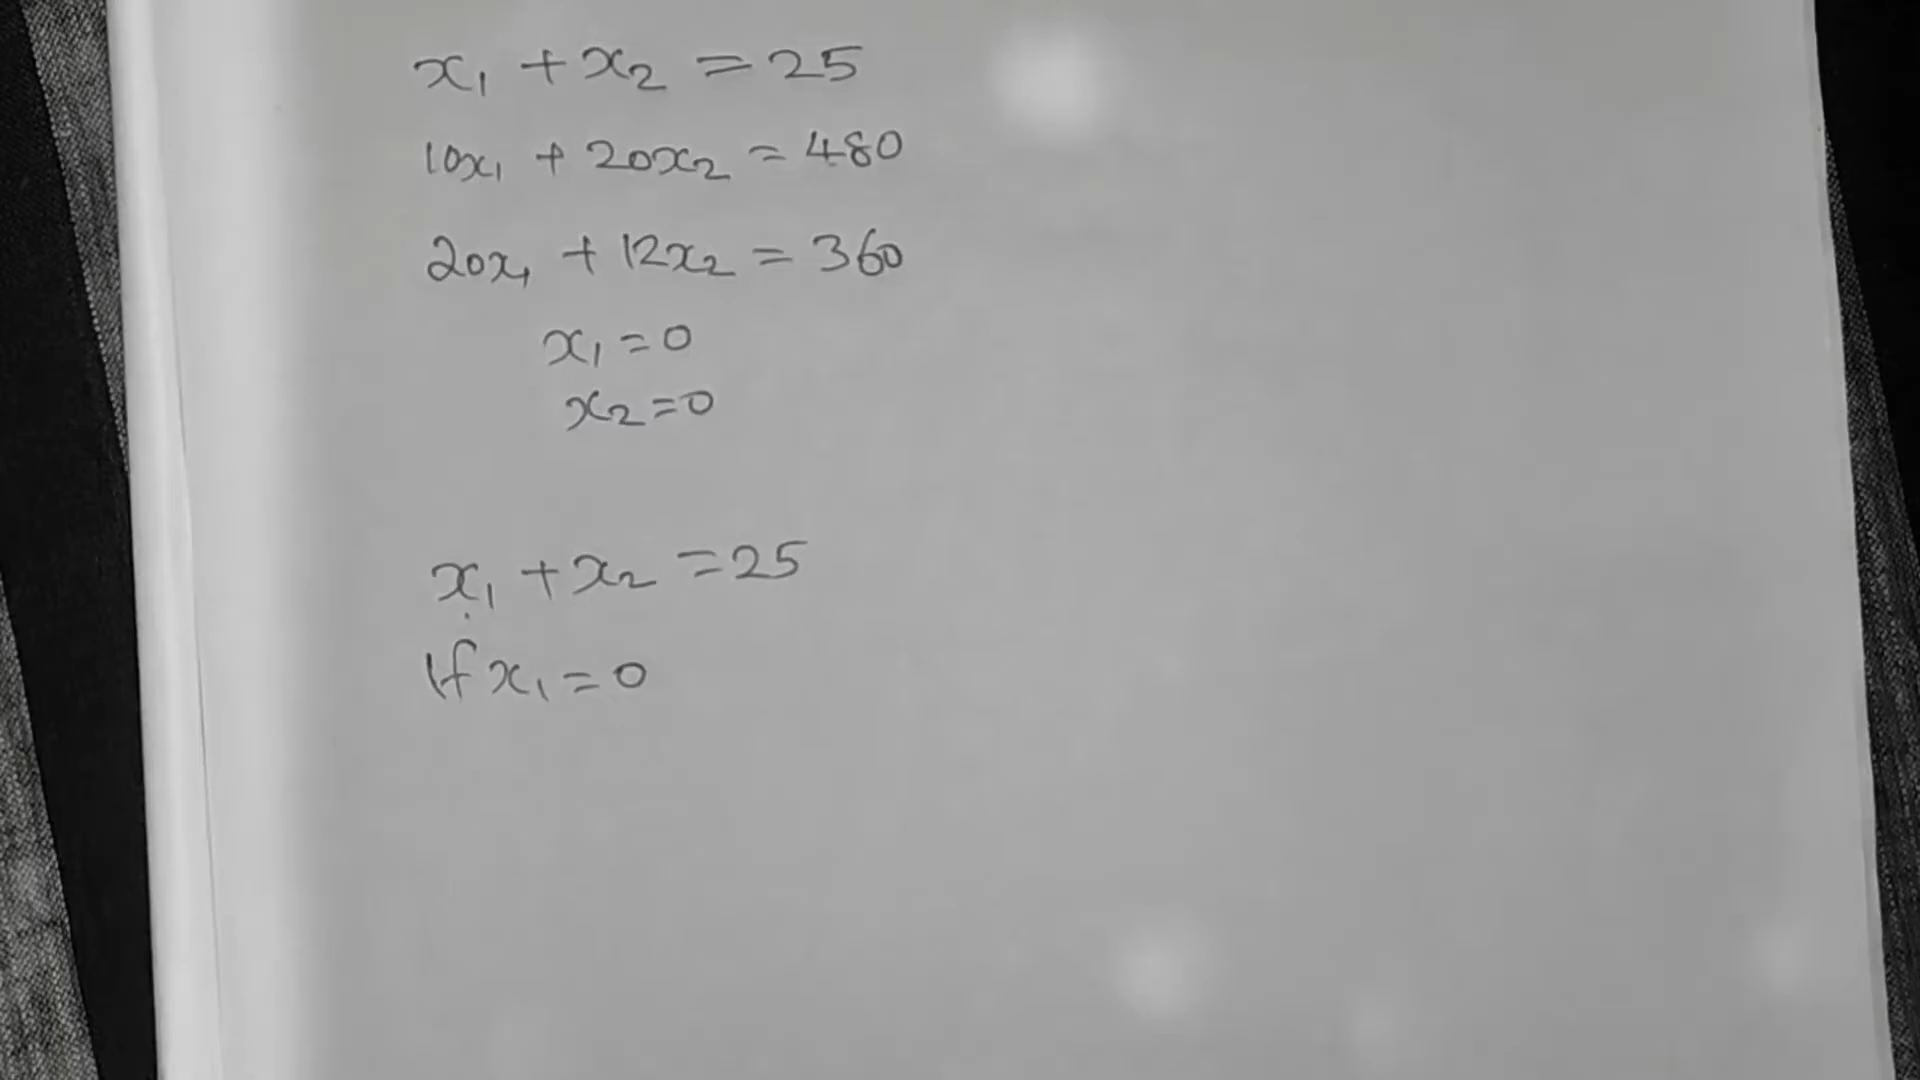 x₁ + x₂ = 25
10x₁ + 20x₂ = 480
20x₁ + 12x₂ = 360
x₁ = 0
x₂ = 0
x₁ + x₂ = 25
If x₁ = 0